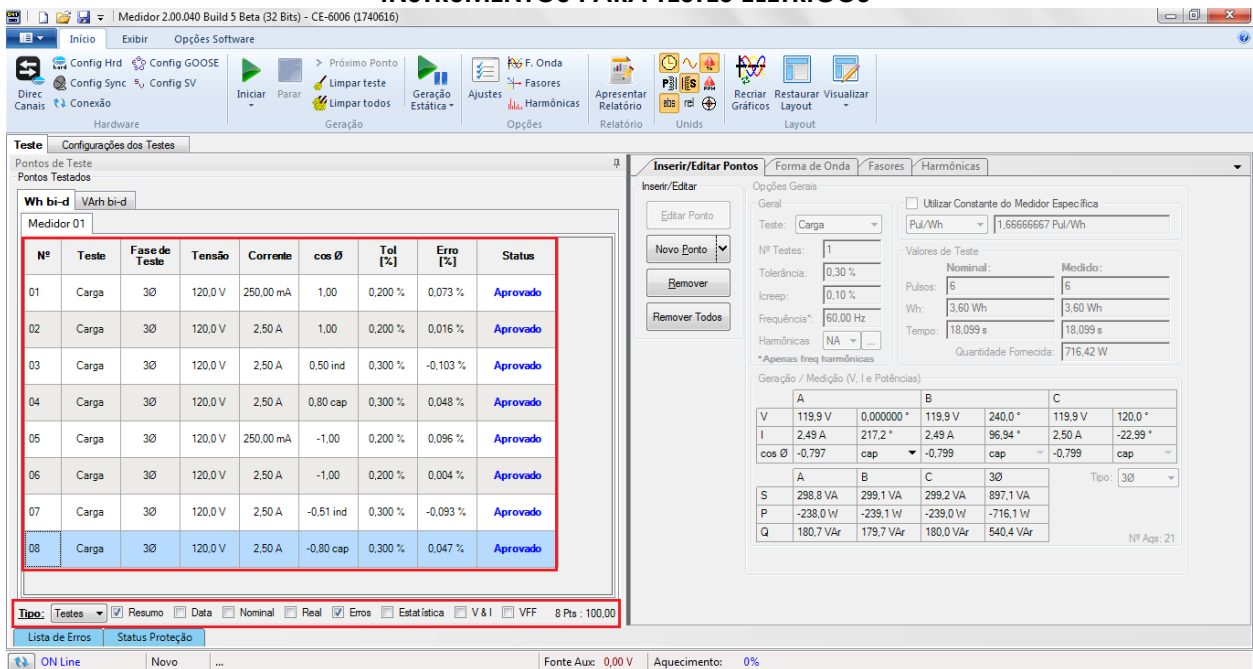 INSTRUMENTOS PARA TESTES ELÉTRICOS
Medidor 2.00.040 Build 5 Beta (32 Bits) - CE-6006 (1740616)
Início Exibir Opções Software
Direc Canais
Config Hrd Config GOOSE
Config Sync Config SV
Conexão
Hardware
Iniciar Parar
Próximo Ponto
Limpar teste
Limpar todos
Geração Estática
Geração
Ajustes
F. Onda
Fasores
Harmônicas
Opções
Apresentar Relatório
Relatório
abs rel
Unids
Recriar Gráficos
Restaurar Layout
Visualizar
Layout
Teste Configurações dos Testes
Pontos de Teste
Pontos Testados
Wh bi-d VArh bi-d
Medidor 01
Nº Teste Fase de Teste Tensão Corrente cos Ø Tol [%] Erro [%] Status
01 Carga 3Ø 120,0 V 250,00 mA 1,00 0,200 % 0,073 % Aprovado
02 Carga 3Ø 120,0 V 2,50 A 1,00 0,200 % 0,016 % Aprovado
03 Carga 3Ø 120,0 V 2,50 A 0,50 ind 0,300 % -0,103 % Aprovado
04 Carga 3Ø 120,0 V 2,50 A 0,80 cap 0,300 % 0,048 % Aprovado
05 Carga 3Ø 120,0 V 250,00 mA -1,00 0,200 % 0,096 % Aprovado
06 Carga 3Ø 120,0 V 2,50 A -1,00 0,200 % 0,004 % Aprovado
07 Carga 3Ø 120,0 V 2,50 A -0,51 ind 0,300 % -0,093 % Aprovado
08 Carga 3Ø 120,0 V 2,50 A -0,80 cap 0,300 % 0,047 % Aprovado
Tipo: Testes Resumo Data Nominal Real Erros Estatística V & I VFF 8 Pts : 100,00
Lista de Erros Status Proteção
ON Line Novo ... Fonte Aux: 0,00 V Aquecimento: 0%
Inserir/Editar Pontos Forma de Onda Fasores Harmônicas
Inserir/Editar
Editar Ponto
Novo Ponto
Remover
Remover Todos
Opções Gerais
Geral
Teste: Carga
Nº Testes: 1
Tolerância: 0,30 %
Icreep: 0,10 %
Frequência*: 60,00 Hz
Harmônicas NA ...
*Apenas freq harmônicas
Utilizar Constante do Medidor Específica
Pul/Wh 1,66666667 Pul/Wh
Valores de Teste
Nominal: Medido:
Pulsos: 6 6
Wh: 3,60 Wh 3,60 Wh
Tempo: 18,099 s 18,099 s
Quantidade Fornecida: 716,42 W
Geração / Medição (V, I e Potências)
A B C
V 119,9 V 0,000000 ° 119,9 V 240,0 ° 119,9 V 120,0 °
I 2,49 A 217,2 ° 2,49 A 96,94 ° 2,50 A -22,99 °
cos Ø -0,797 cap -0,799 cap -0,799 cap
A B C 3Ø Tipo: 3Ø
S 298,8 VA 299,1 VA 299,2 VA 897,1 VA
P -238,0 W -239,1 W -239,0 W -716,1 W
Q 180,7 VAr 179,7 VAr 180,0 VAr 540,4 VAr
Nº Aqs: 21